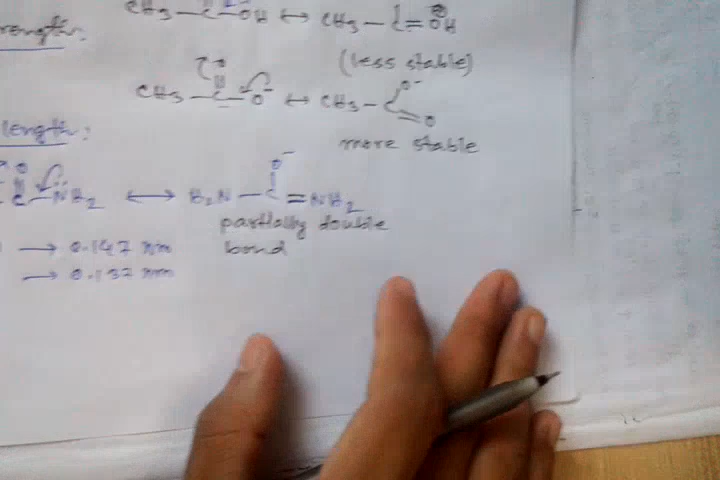 CH3 — C — OH ↔ CH3 — C = OH
rength:
(less stable)
CH3 — C — O- ↔ CH3 — C
O-
O
length:
more stable
O O-
C — NH2 ↔ H2N — C = NH2
partially double
→ 0.147 nm bond
→ 0.132 nm